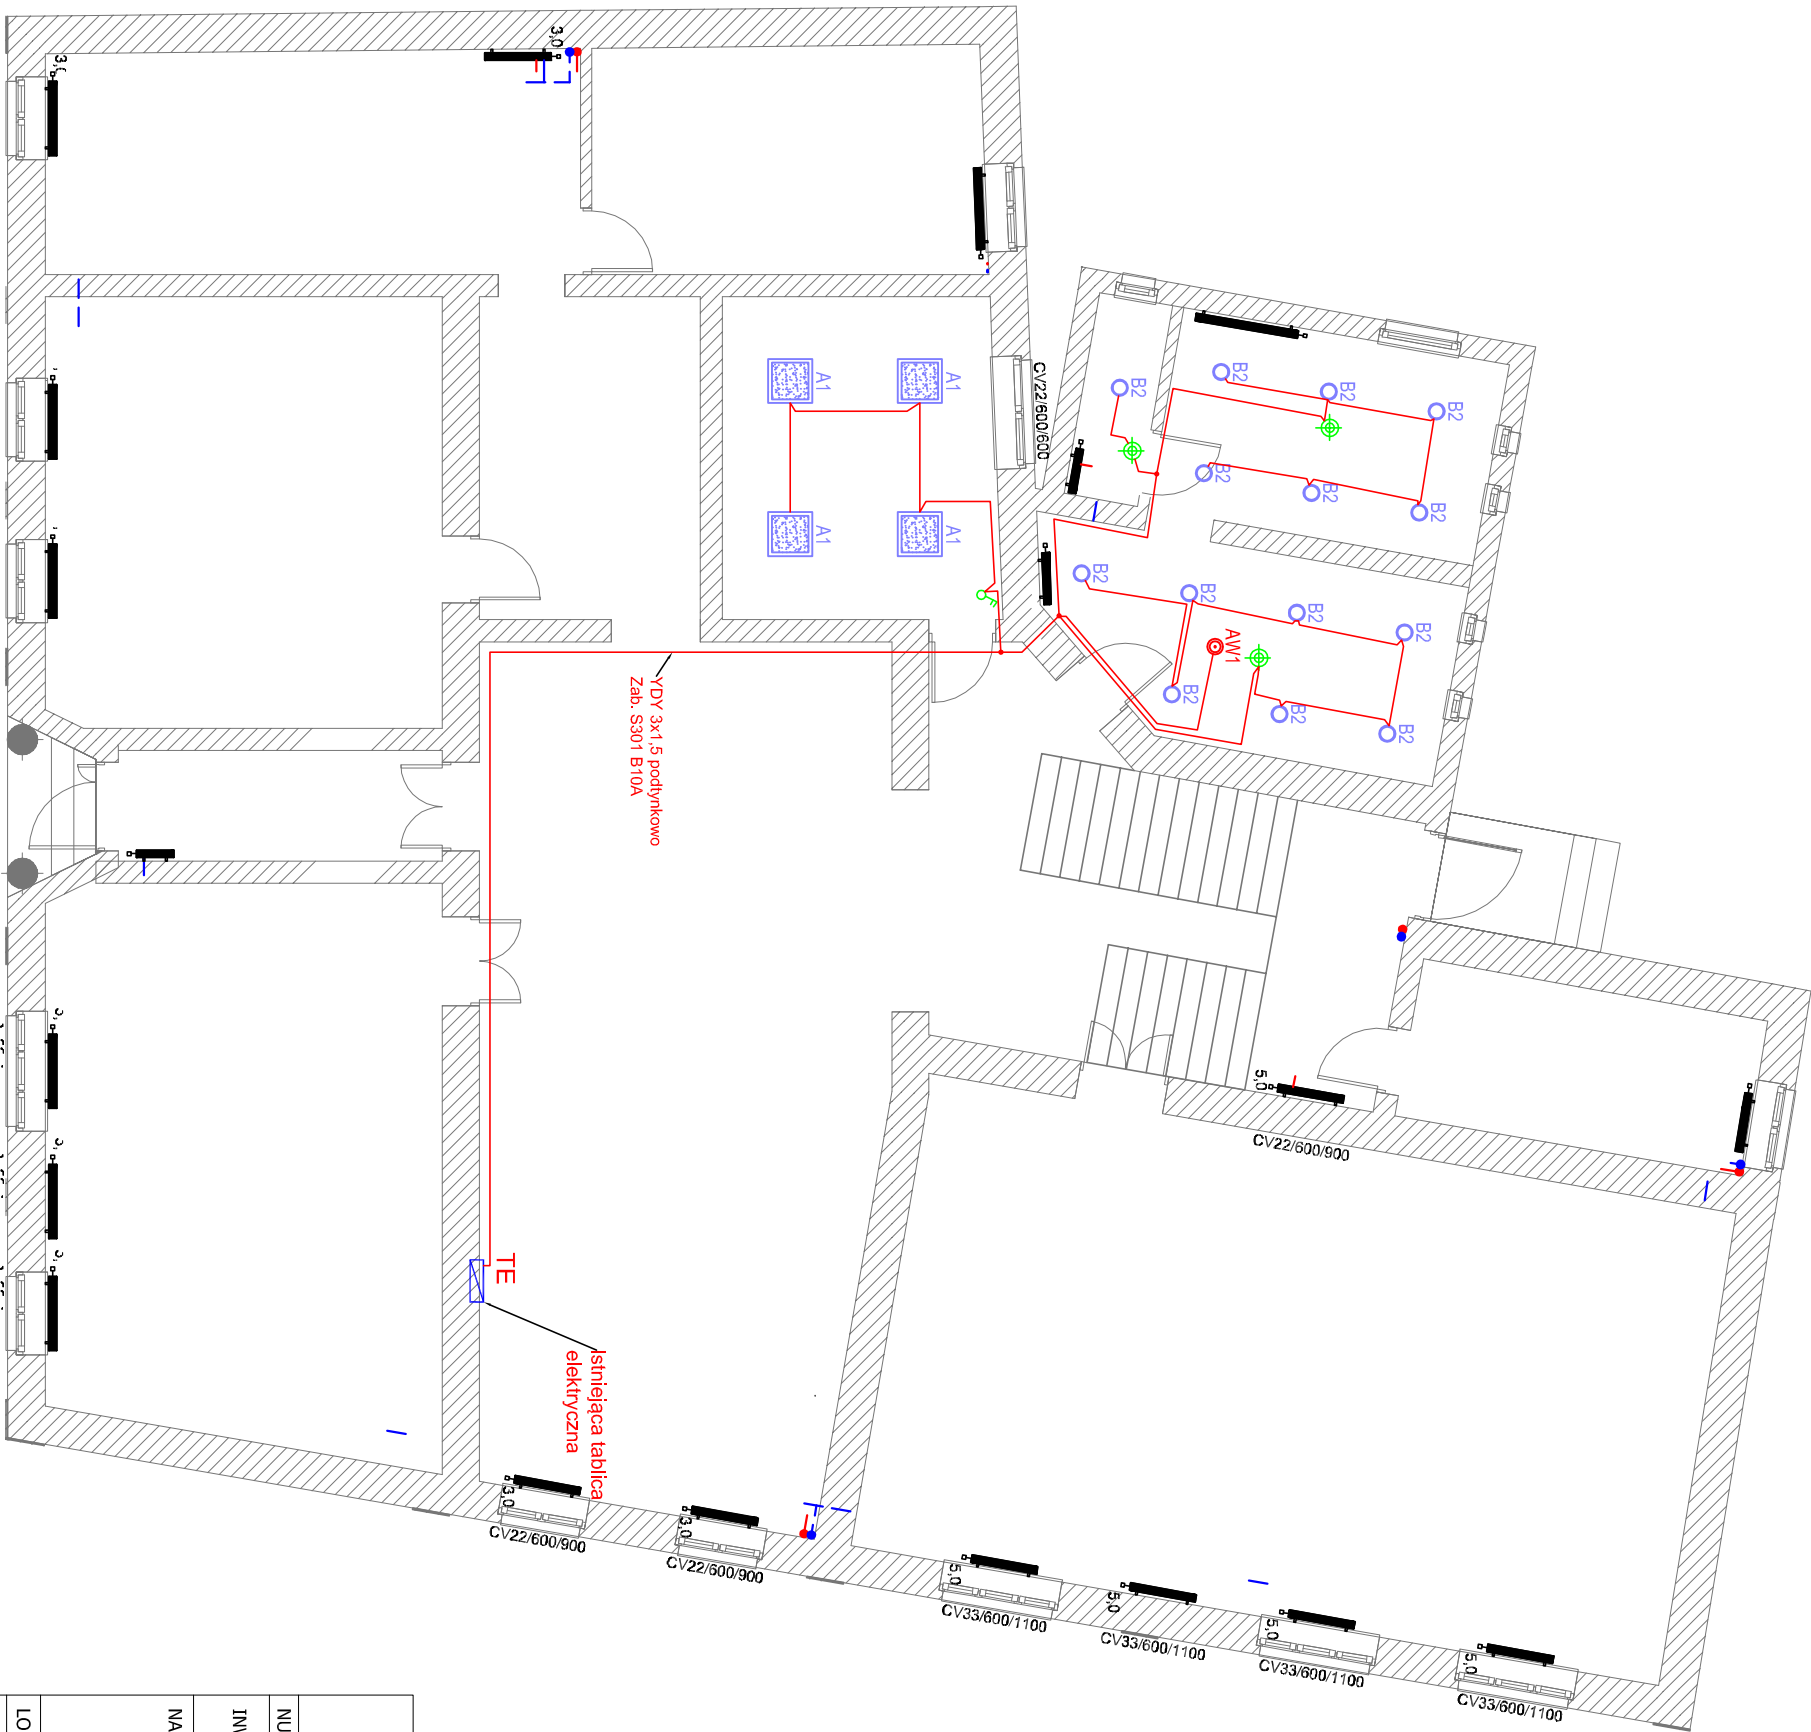 3,0
CV22/600/600
A1
A1
A1
A1
B2
B2
B2
B2
B2
B2
B2
B2
B2
B2
B2
B2
B2
B2
AW1
YDY 3x1,5 podtynkowo
Zab. S301 B10A
TE
Istniejąca tablica
elektryczna
5,0
CV22/600/900
3,0
CV22/600/900
3,0
CV22/600/900
5,0
CV33/600/1100
5,0
CV33/600/1100
5,0
CV33/600/1100
5,0
CV33/600/1100
NU
NA
LO